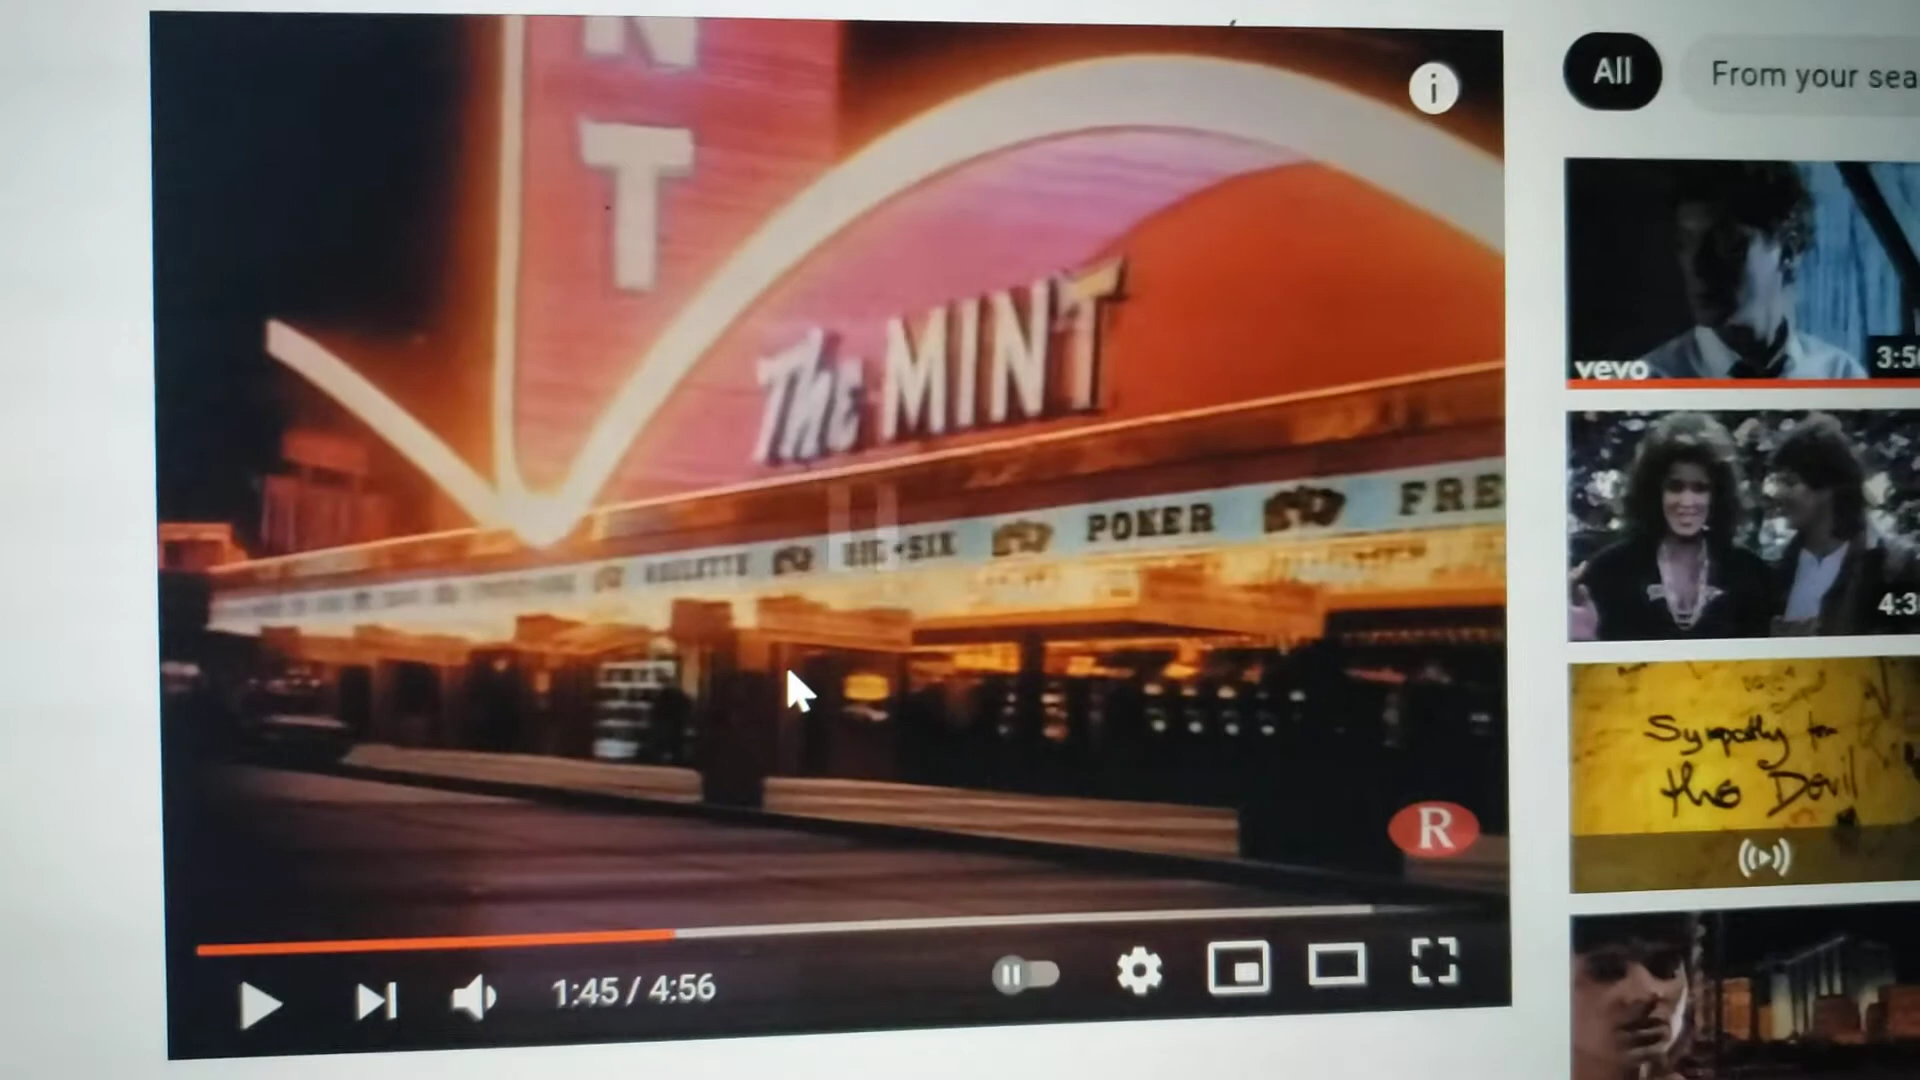 N
T
The MINT
ROULETTE BIG-SIX POKER FRE
R
1:45 / 4:56
All
From your sea
vevo
3:5
4:3
Sympathy for
the Devil